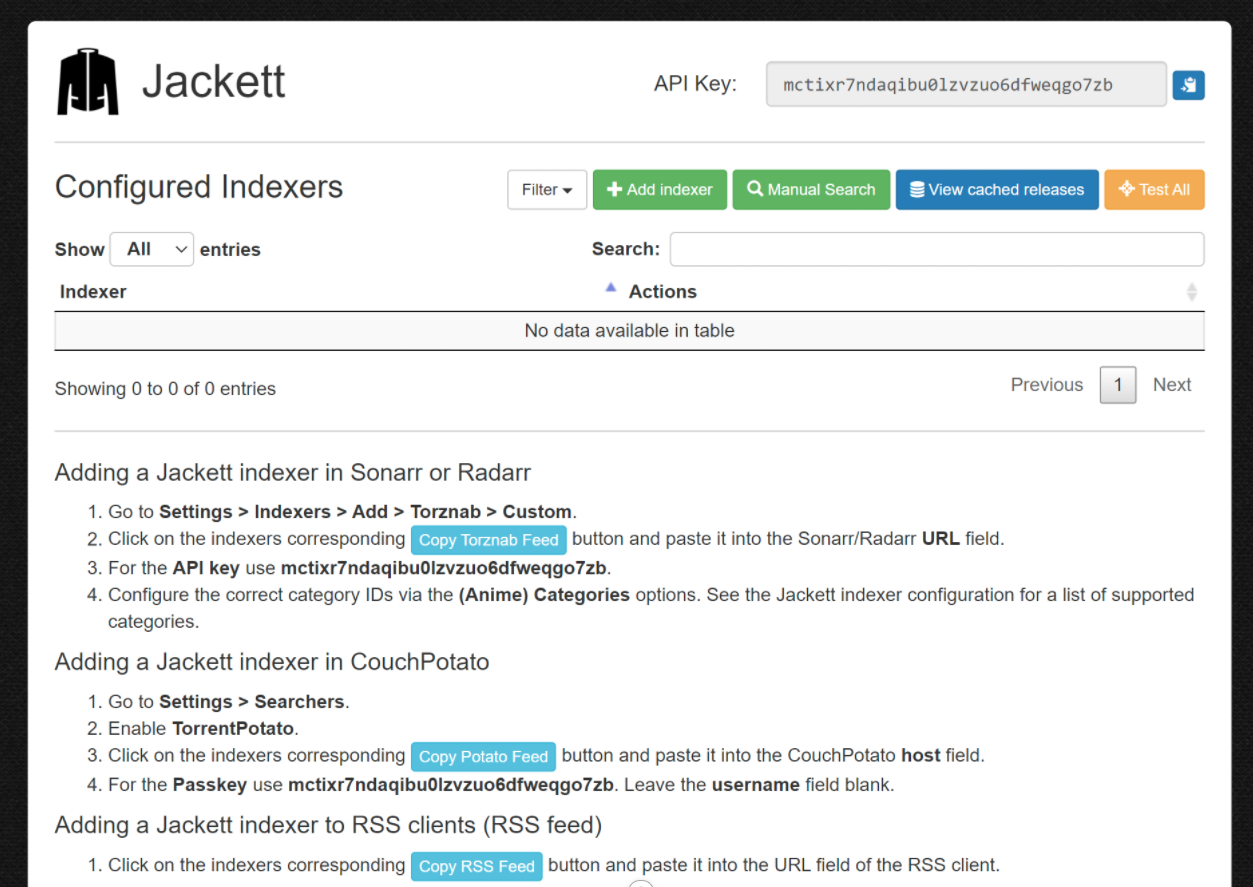 Jackett
API Key: mctixr7ndaqibu0lzvzuo6dfweqgo7zb
Configured Indexers
Filter
Add indexer
Manual Search
View cached releases
Test All
Show All entries
Search:
Indexer
Actions
No data available in table
Showing 0 to 0 of 0 entries
Previous 1 Next
Adding a Jackett indexer in Sonarr or Radarr
1. Go to Settings > Indexers > Add > Torznab > Custom.
2. Click on the indexers corresponding Copy Torznab Feed button and paste it into the Sonarr/Radarr URL field.
3. For the API key use mctixr7ndaqibu0lzvzuo6dfweqgo7zb.
4. Configure the correct category IDs via the (Anime) Categories options. See the Jackett indexer configuration for a list of supported
categories.
Adding a Jackett indexer in CouchPotato
1. Go to Settings > Searchers.
2. Enable TorrentPotato.
3. Click on the indexers corresponding Copy Potato Feed button and paste it into the CouchPotato host field.
4. For the Passkey use mctixr7ndaqibu0lzvzuo6dfweqgo7zb. Leave the username field blank.
Adding a Jackett indexer to RSS clients (RSS feed)
1. Click on the indexers corresponding Copy RSS Feed button and paste it into the URL field of the RSS client.